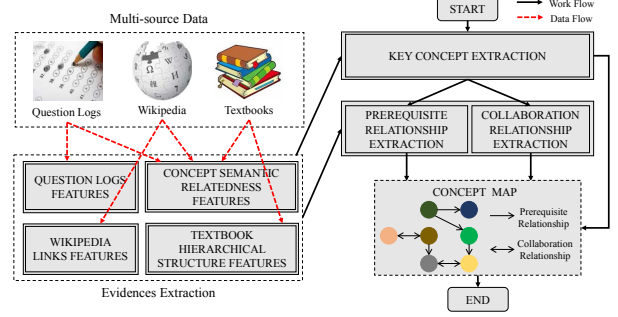 Multi-source Data
Question Logs
Wikipedia
Textbooks
QUESTION LOGS
FEATURES
CONCEPT SEMANTIC
RELATEDNESS
FEATURES
WIKIPEDIA
LINKS FEATURES
TEXTBOOK
HIERARCHICAL
STRUCTURE FEATURES
Evidences Extraction
START
Work Flow
Data Flow
KEY CONCEPT EXTRACTION
PREREQUISITE
RELATIONSHIP
EXTRACTION
COLLABORATION
RELATIONSHIP
EXTRACTION
CONCEPT MAP
Prerequisite
Relationship
Collaboration
Relationship
END